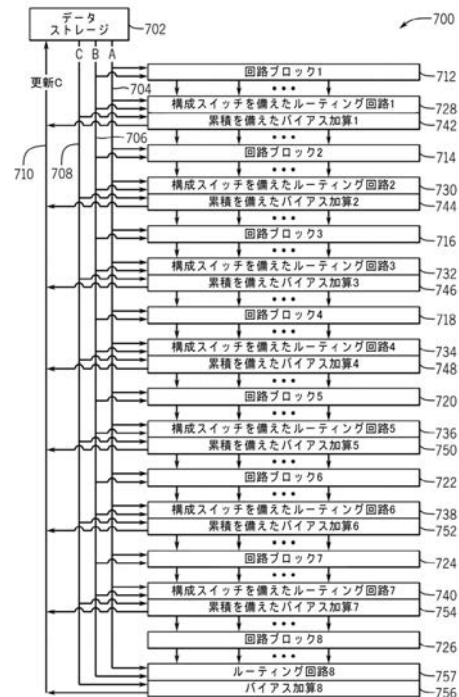 700
データ
ストレージ
702
C B A
704
更新C
706
708
710
回路ブロック1
712
構成スイッチを備えたルーティング回路1
728
累積を備えたバイアス加算1
742
回路ブロック2
714
構成スイッチを備えたルーティング回路2
730
累積を備えたバイアス加算2
744
回路ブロック3
716
構成スイッチを備えたルーティング回路3
732
累積を備えたバイアス加算3
746
回路ブロック4
718
構成スイッチを備えたルーティング回路4
734
累積を備えたバイアス加算4
748
回路ブロック5
720
構成スイッチを備えたルーティング回路5
736
累積を備えたバイアス加算5
750
回路ブロック6
722
構成スイッチを備えたルーティング回路6
738
累積を備えたバイアス加算6
752
回路ブロック7
724
構成スイッチを備えたルーティング回路7
740
累積を備えたバイアス加算7
754
回路ブロック8
726
ルーティング回路8
757
バイアス加算8
756